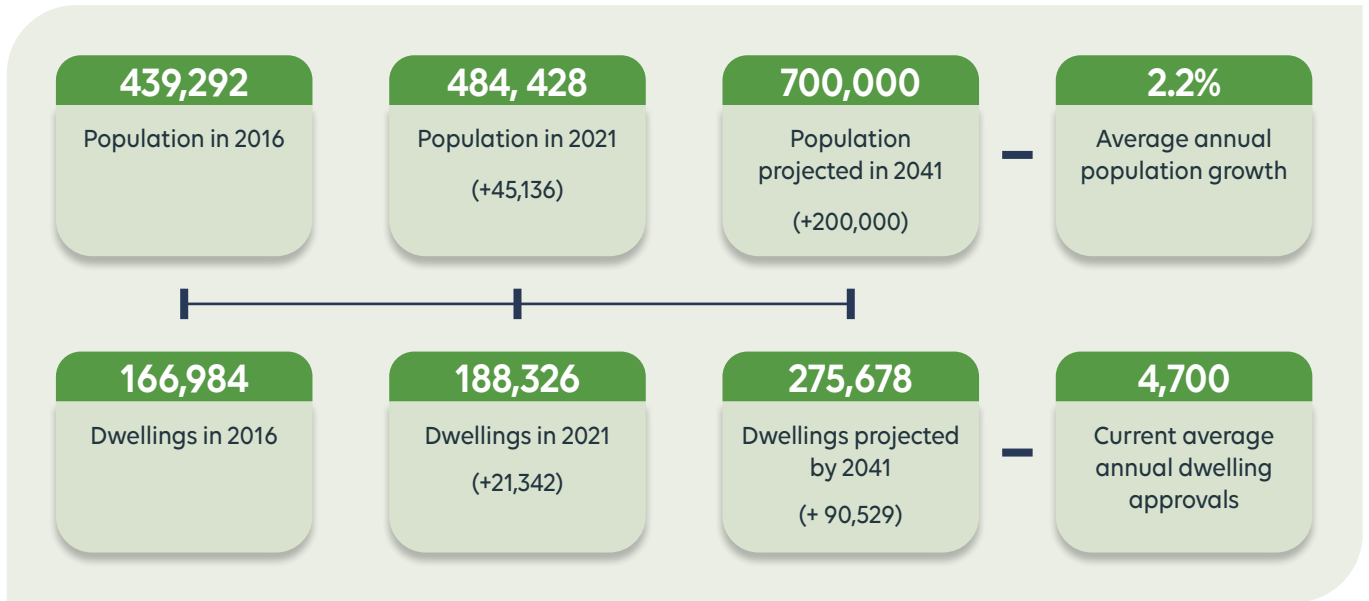 439,292
Population in 2016
484, 428
Population in 2021
(+45,136)
700,000
Population
projected in 2041
(+200,000)
2.2%
Average annual
population growth
166,984
Dwellings in 2016
188,326
Dwellings in 2021
(+21,342)
275,678
Dwellings projected
by 2041
(+ 90,529)
4,700
Current average
annual dwelling
approvals